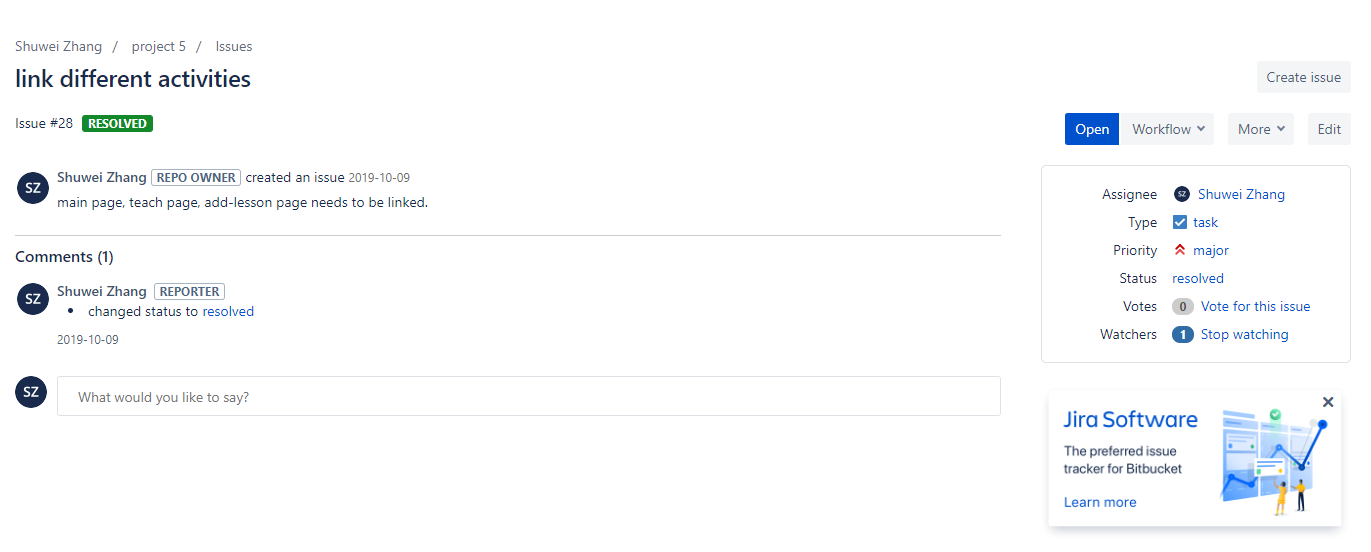 Shuwei Zhang / project 5 / Issues
link different activities
Create issue
Issue #28 RESOLVED
Open Workflow More Edit
SZ Shuwei Zhang REPO OWNER created an issue 2019-10-09
main page, teach page, add-lesson page needs to be linked.
Comments (1)
SZ Shuwei Zhang REPORTER
• changed status to resolved
2019-10-09
SZ What would you like to say?
Assignee SZ Shuwei Zhang
Type task
Priority major
Status resolved
Votes 0 Vote for this issue
Watchers 1 Stop watching
Jira Software
The preferred issue
tracker for Bitbucket
Learn more